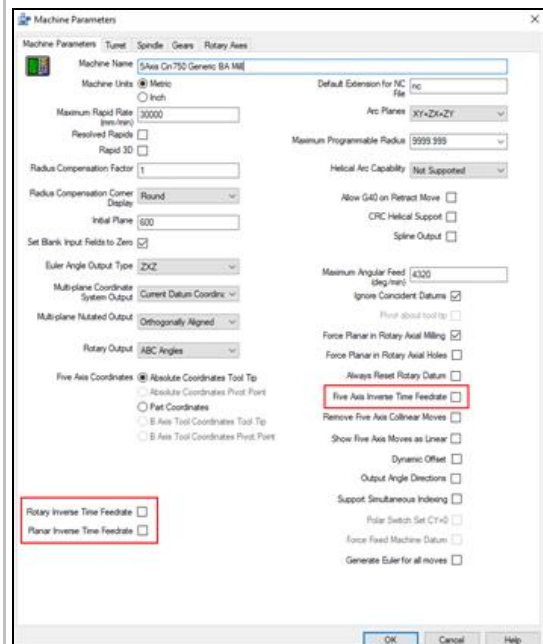 Machine Parameters
Machine Parameters Turret Spindle Gears Rotary Axes
Machine Name 5Axis Cin750 Generic BA Mill
Machine Units Metric
Inch
Maximum Rapid Rate (mm/min) 30000
Resolved Rapids
Rapid 3D
Radius Compensation Factor 1
Radius Compensation Corner Display Round
Initial Plane 600
Set Blank Input Fields to Zero
Euler Angle Output Type ZXZ
Multi-plane Coordinate System Output Current Datum Coordina
Multi-plane Nutated Output Orthogonally Aligned
Rotary Output ABC Angles
Five Axis Coordinates Absolute Coordinates Tool Tip
Absolute Coordinates Pivot Point
Part Coordinates
B Axis Tool Coordinates Tool Tip
B Axis Tool Coordinates Pivot Point
Rotary Inverse Time Feedrate
Planar Inverse Time Feedrate
Default Extension for NC File nc
Arc Planes XY+ZX+ZY
Maximum Programmable Radius 9999.999
Helical Arc Capability Not Supported
Allow G40 on Retract Move
CRC Helical Support
Spline Output
Maximum Angular Feed (deg/min) 4320
Ignore Coincident Datums
Pivot about tool tip
Force Planar in Rotary Axial Milling
Force Planar in Rotary Axial Holes
Always Reset Rotary Datum
Five Axis Inverse Time Feedrate
Remove Five Axis Collinear Moves
Show Five Axis Moves as Linear
Dynamic Offset
Output Angle Directions
Support Simultaneous Indexing
Polar Switch Set CY=0
Force Fixed Machine Datum
Generate Euler for all moves
OK Cancel Help